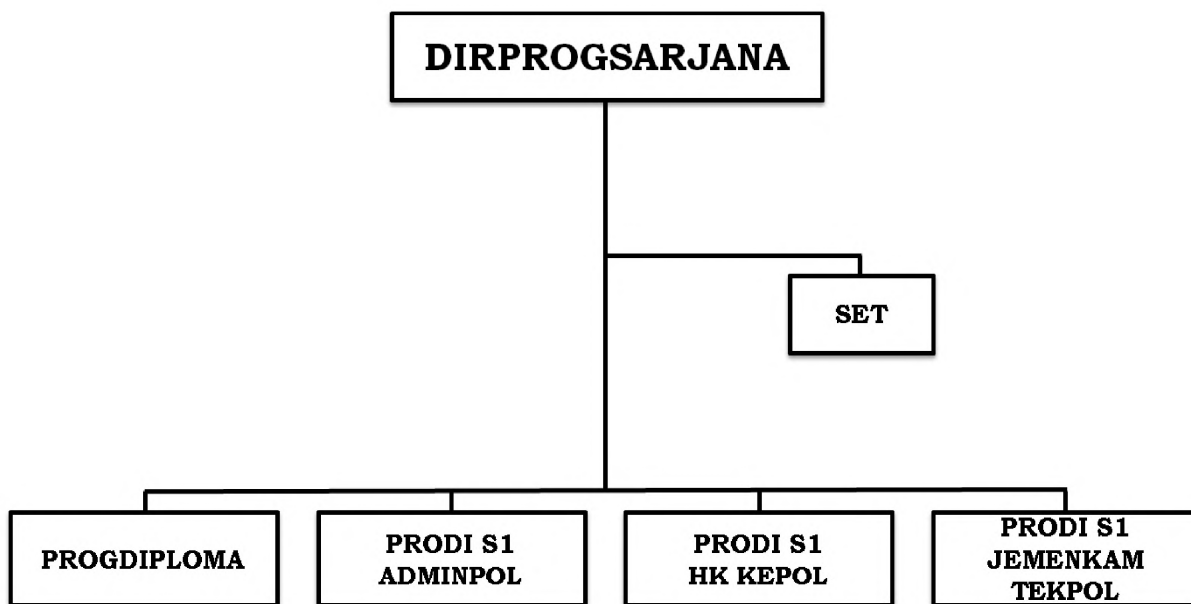 DIRPROGSARJANA
SET
PROGDIPLOMA
PRODI S1
ADMINPOL
PRODI S1
HK KEPOL
PRODI S1
JEMENKAM
TEKPOL